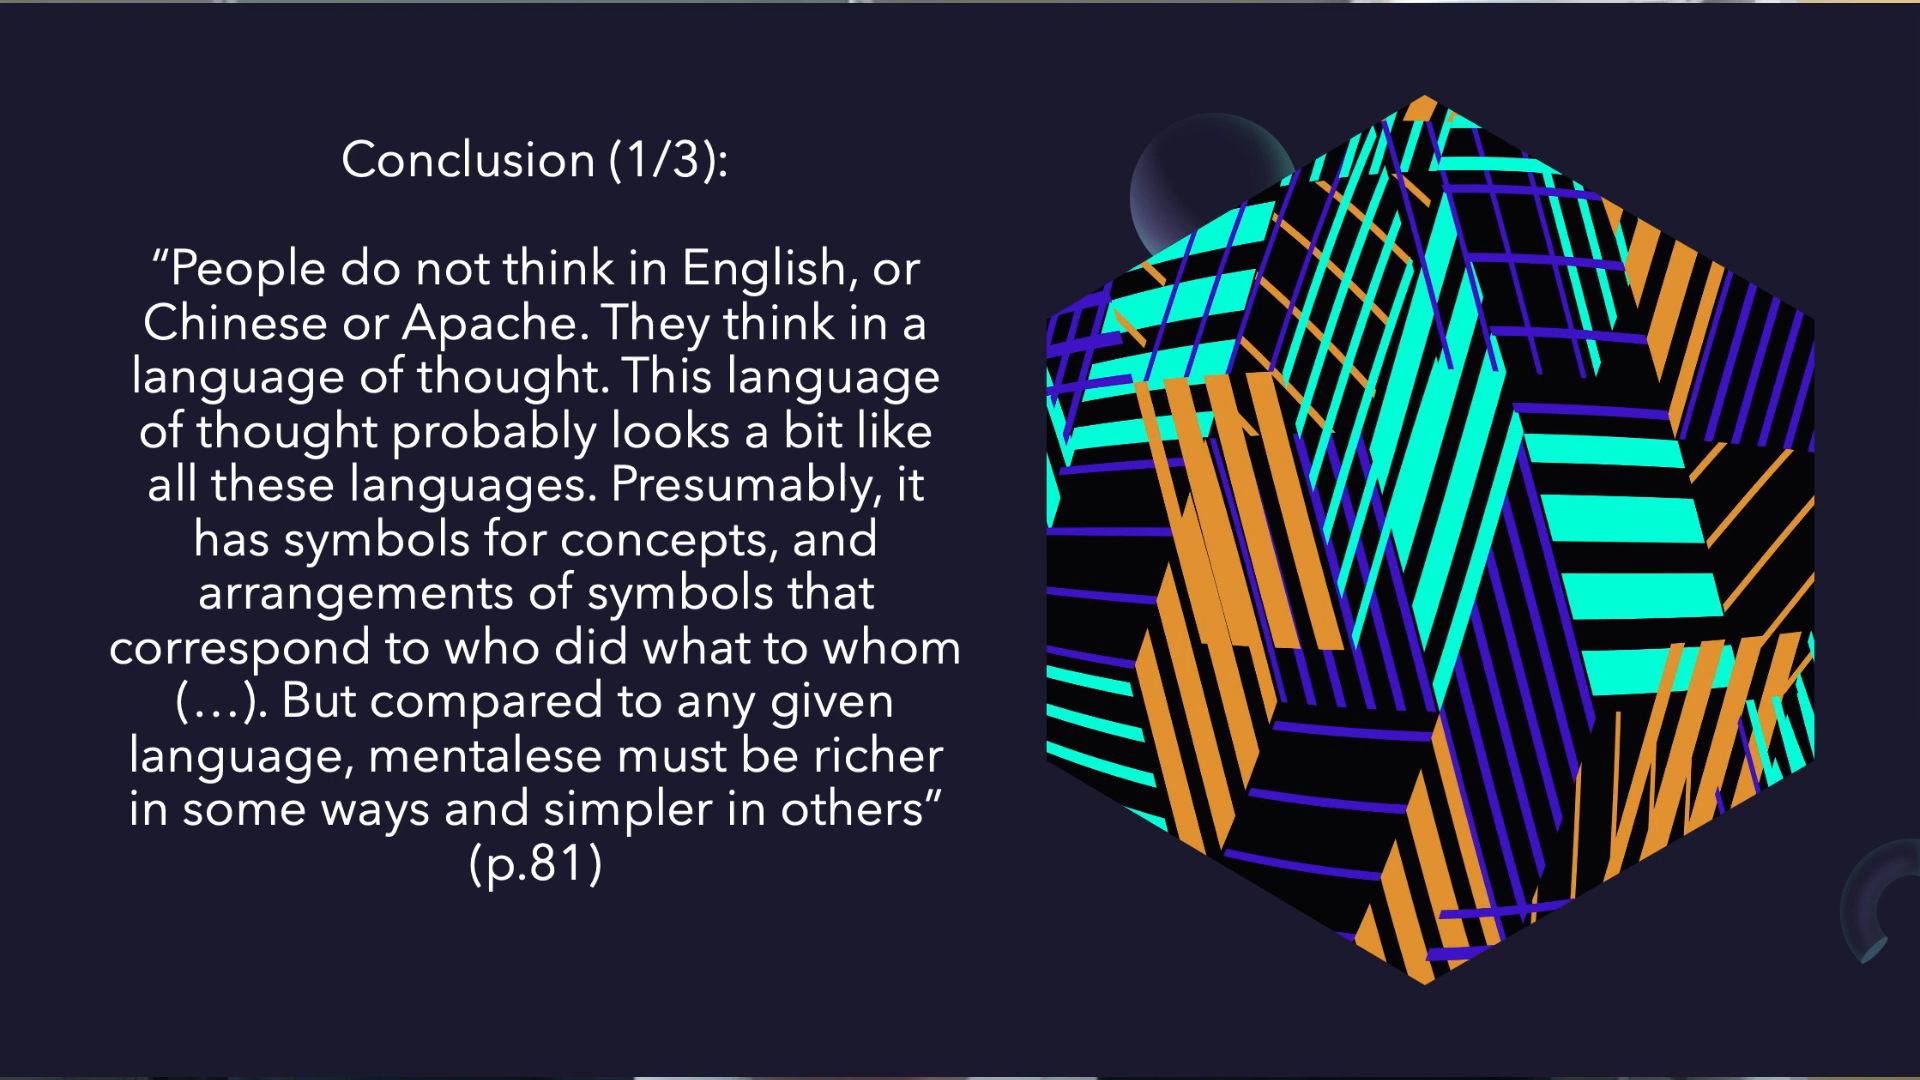 Conclusion (1/3):
“People do not think in English, or
Chinese or Apache. They think in a
language of thought. This language
of thought probably looks a bit like
all these languages. Presumably, it
has symbols for concepts, and
arrangements of symbols that
correspond to who did what to whom
(…). But compared to any given
language, mentalese must be richer
in some ways and simpler in others”
(p.81)